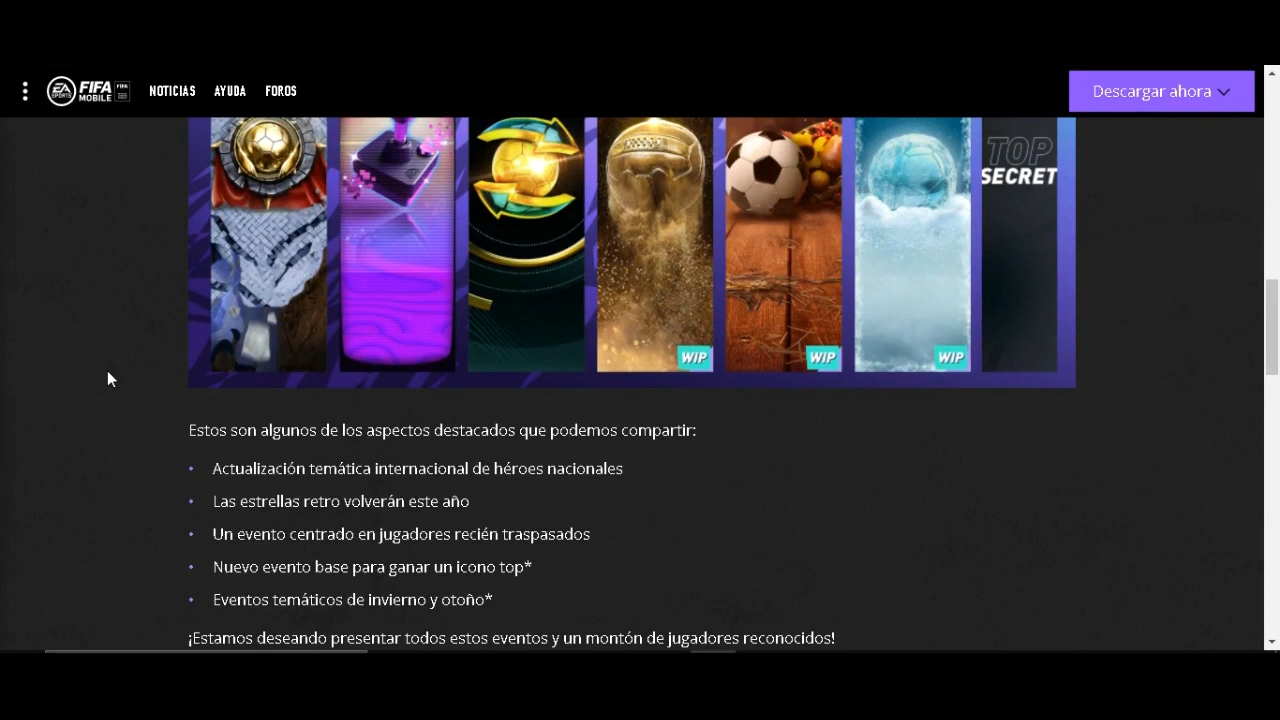 EA SPORTS FIFA MOBILE NOTICIAS AYUDA FOROS Descargar ahora
TOP SECRET
WIP WIP WIP
Estos son algunos de los aspectos destacados que podemos compartir:
• Actualización temática internacional de héroes nacionales
• Las estrellas retro volverán este año
• Un evento centrado en jugadores recién traspasados
• Nuevo evento base para ganar un icono top*
• Eventos temáticos de invierno y otoño*
¡Estamos deseando presentar todos estos eventos y un montón de jugadores reconocidos!